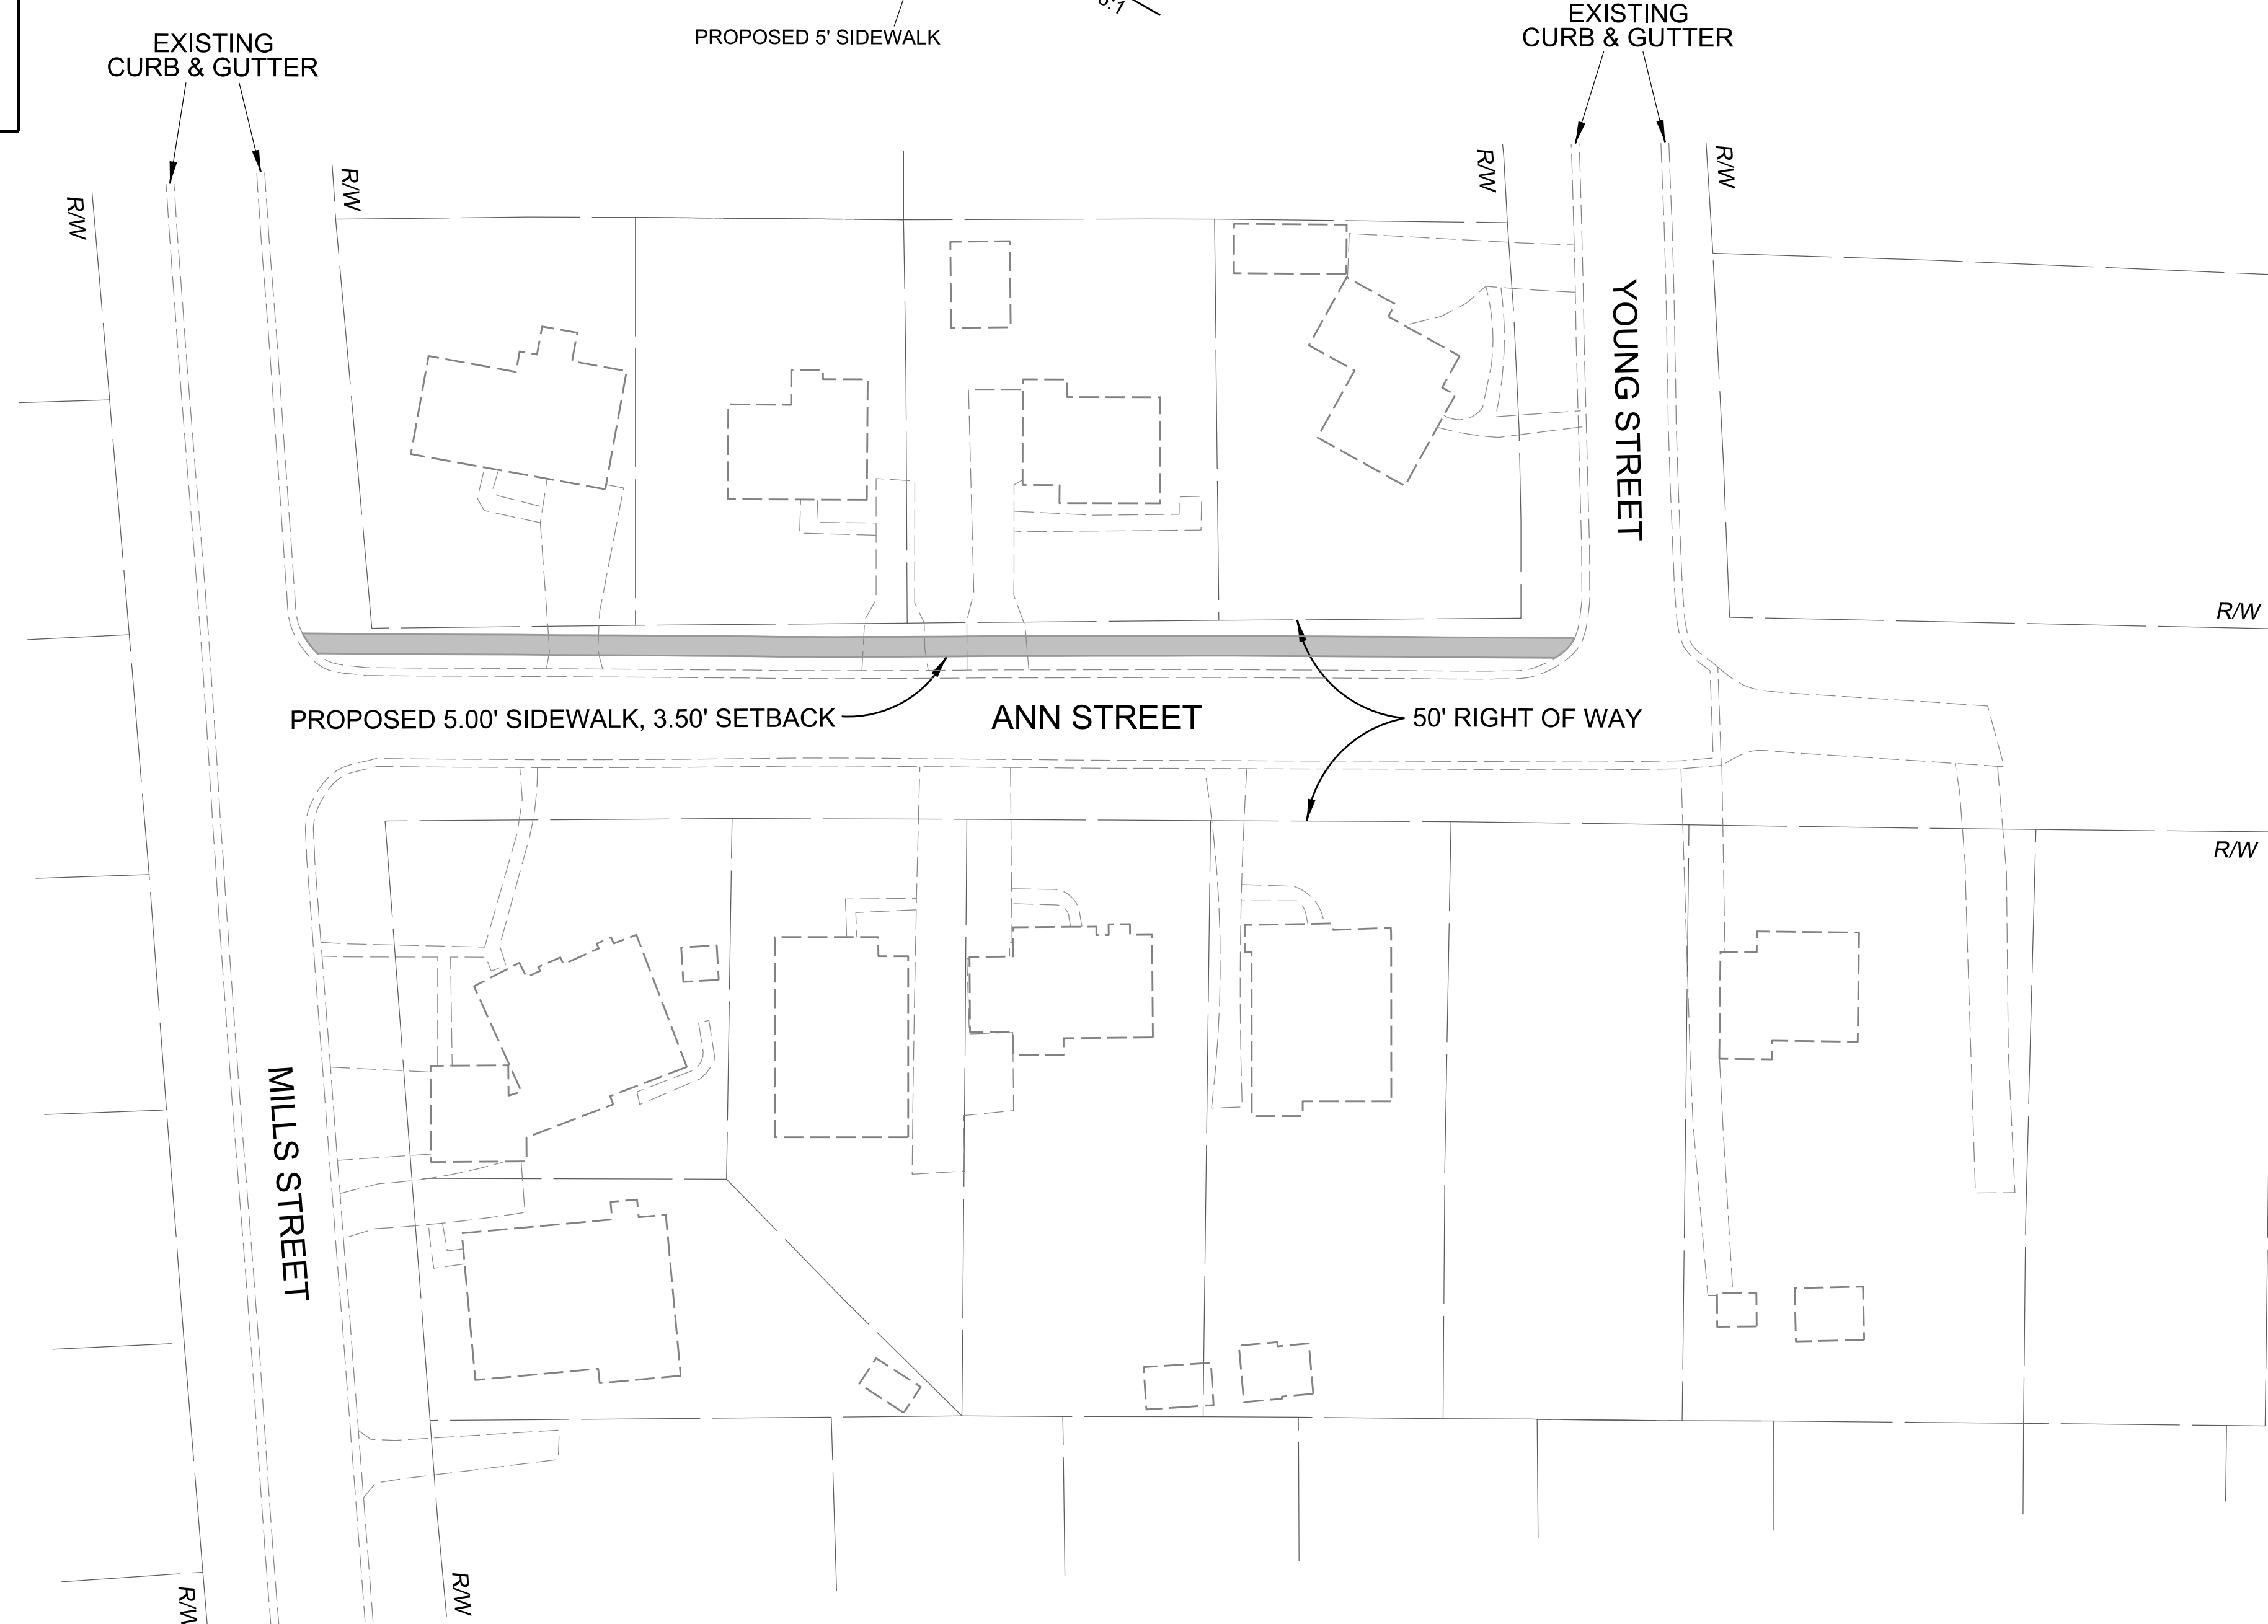 EXISTING
CURB & GUTTER
PROPOSED 5' SIDEWALK
EXISTING
CURB & GUTTER
R/W
R/W
R/W
R/W
YOUNG STREET
R/W
PROPOSED 5.00' SIDEWALK, 3.50' SETBACK
ANN STREET
50' RIGHT OF WAY
R/W
MILLS STREET
R/W
R/W